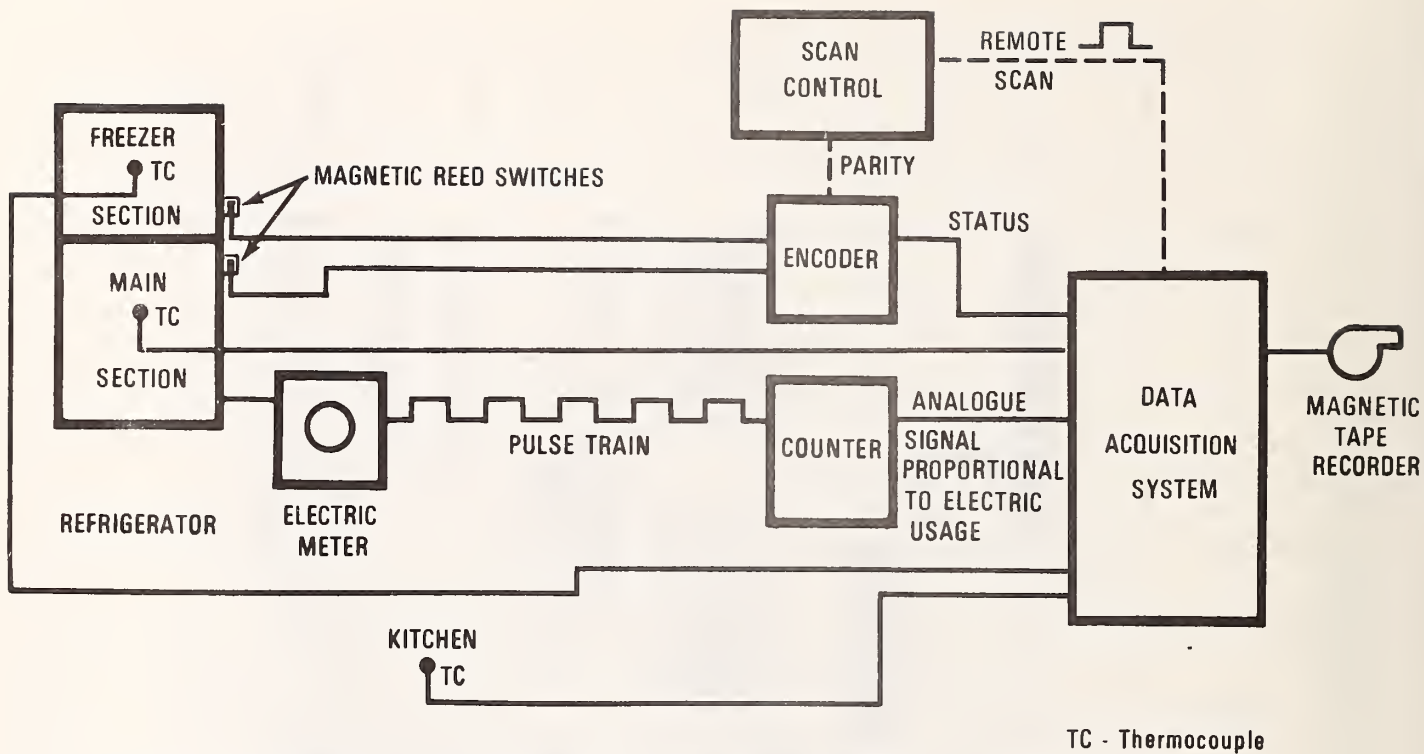 SCAN
CONTROL
REMOTE
SCAN
FREEZER
TC
SECTION
MAGNETIC REED SWITCHES
PARITY
ENCODER
STATUS
MAIN
TC
SECTION
REFRIGERATOR
ELECTRIC
METER
PULSE TRAIN
COUNTER
ANALOGUE
SIGNAL
PROPORTIONAL
TO ELECTRIC
USAGE
DATA
ACQUISITION
SYSTEM
MAGNETIC
TAPE
RECORDER
KITCHEN
TC
TC - Thermocouple